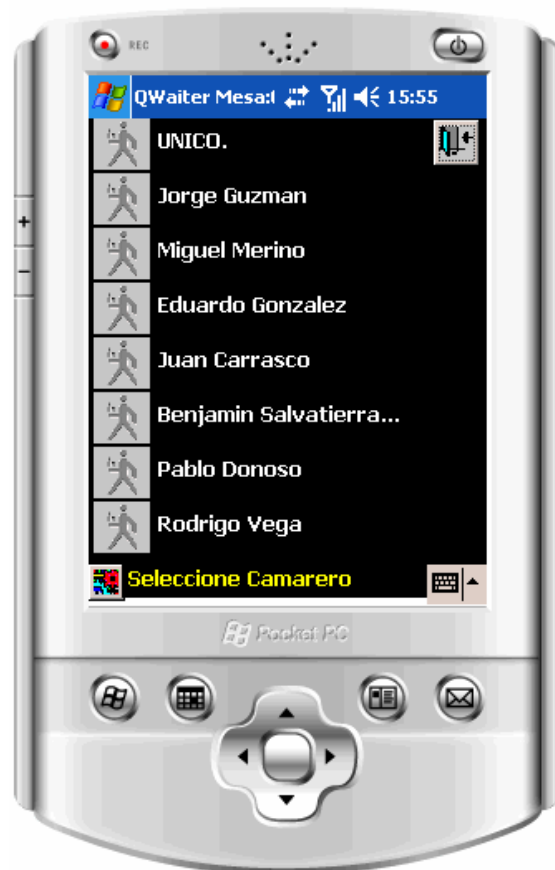 REC
QWaiter Mesa:( 15:55
UNICO.
Jorge Guzman
Miguel Merino
Eduardo Gonzalez
Juan Carrasco
Benjamin Salvatierra...
Pablo Donoso
Rodrigo Vega
Seleccione Camarero
Pocket PC
+
−